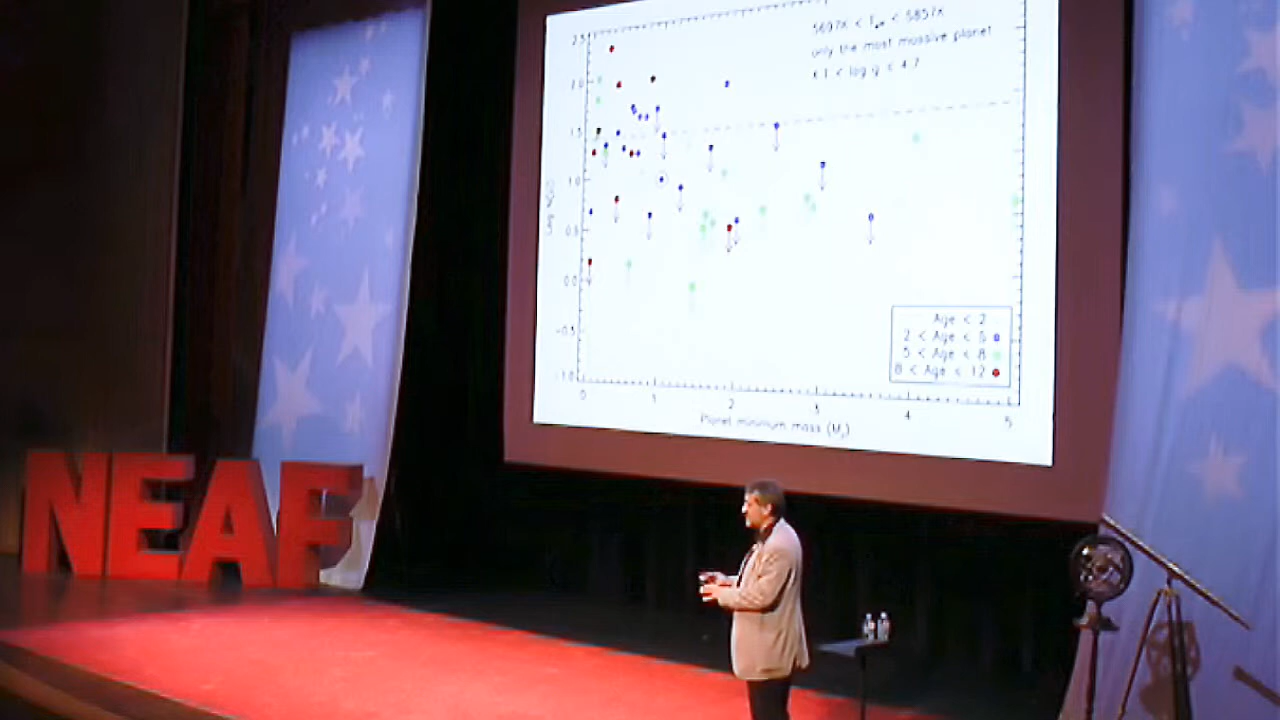 5697K < Teff < 5857K
only the most massive planet
4.1 < log g < 4.7
2.5
2.0
1.5
1.0
0.5
0.0
-0.5
-1.0
0 1 2 3 4 5
Planet minimum mass (MJ)
Age < 2
2 < Age < 5
5 < Age < 8
8 < Age < 12
NEAF